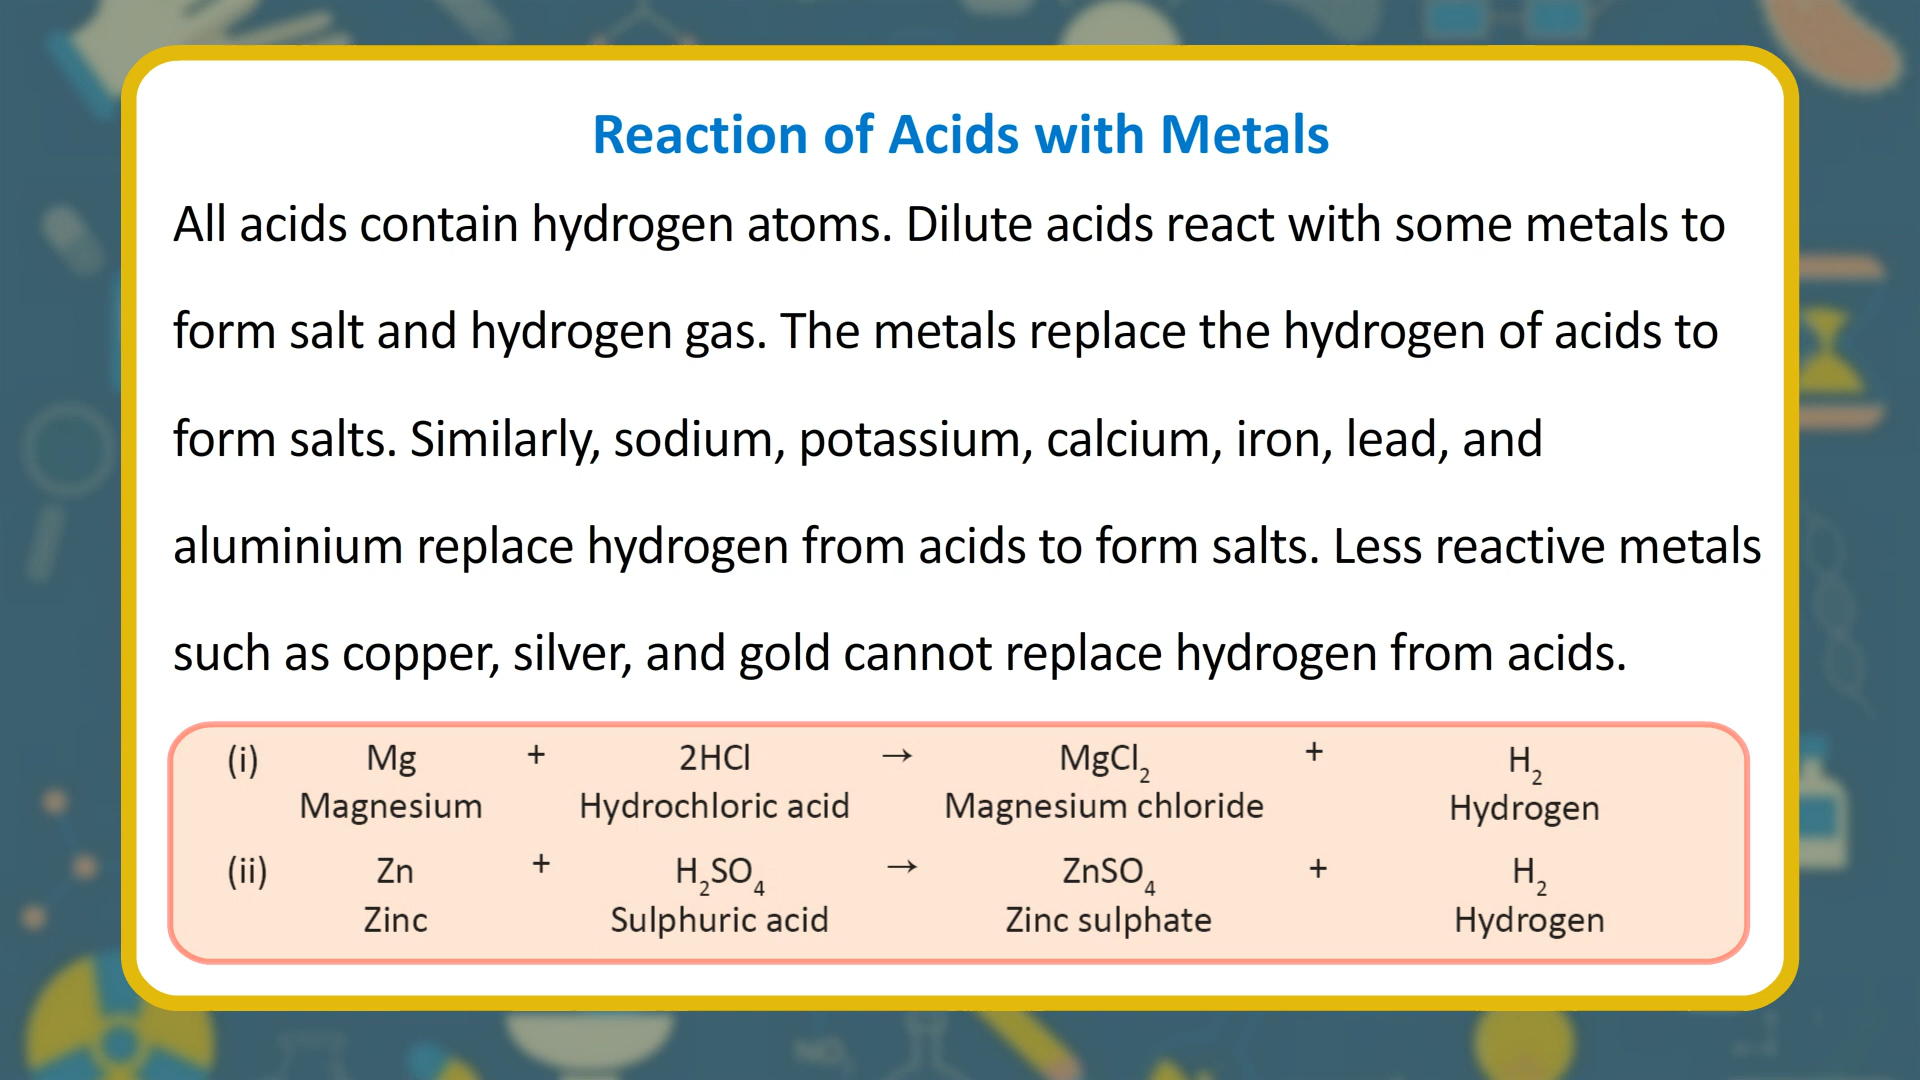 Reaction of Acids with Metals
All acids contain hydrogen atoms. Dilute acids react with some metals to
form salt and hydrogen gas. The metals replace the hydrogen of acids to
form salts. Similarly, sodium, potassium, calcium, iron, lead, and
aluminium replace hydrogen from acids to form salts. Less reactive metals
such as copper, silver, and gold cannot replace hydrogen from acids.
(i) Mg + 2HCl → MgCl₂ + H₂
Magnesium Hydrochloric acid Magnesium chloride Hydrogen
(ii) Zn + H₂SO₄ → ZnSO₄ + H₂
Zinc Sulphuric acid Zinc sulphate Hydrogen